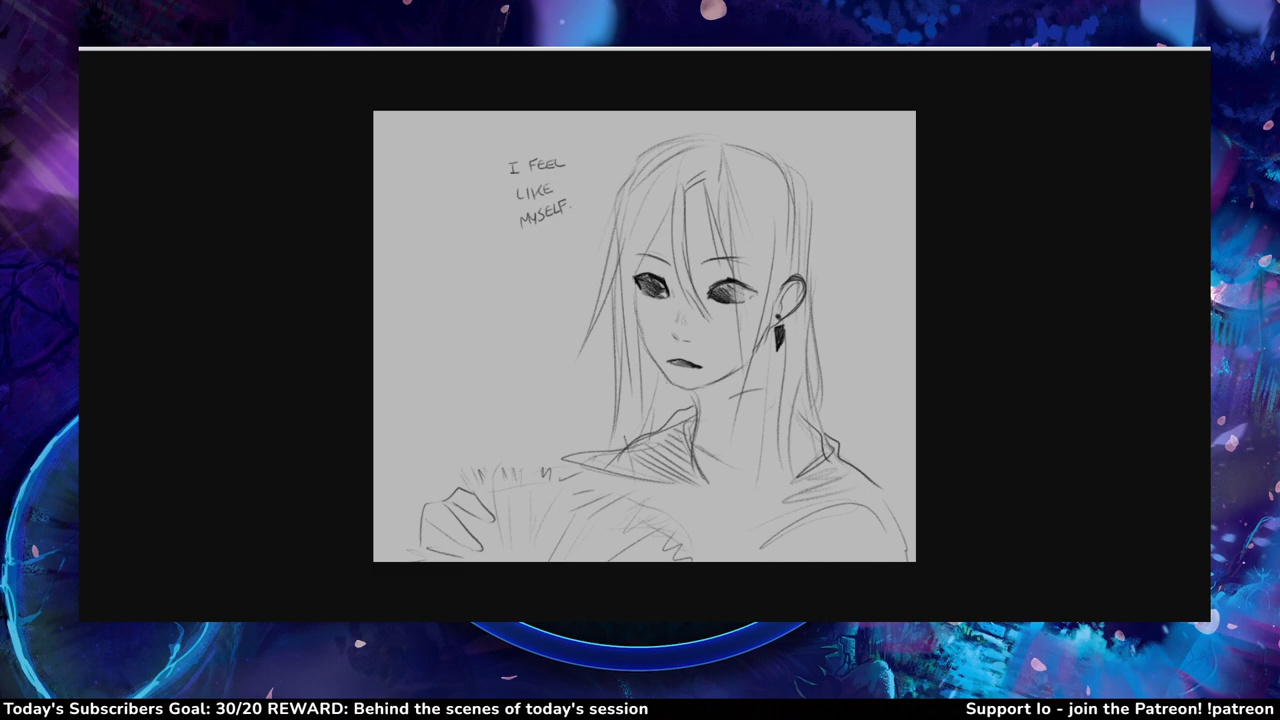 I FEEL
LIKE
MYSELF.
Today's Subscribers Goal: 30/20 REWARD: Behind the scenes of today's session
Support Io - join the Patreon! !patreon